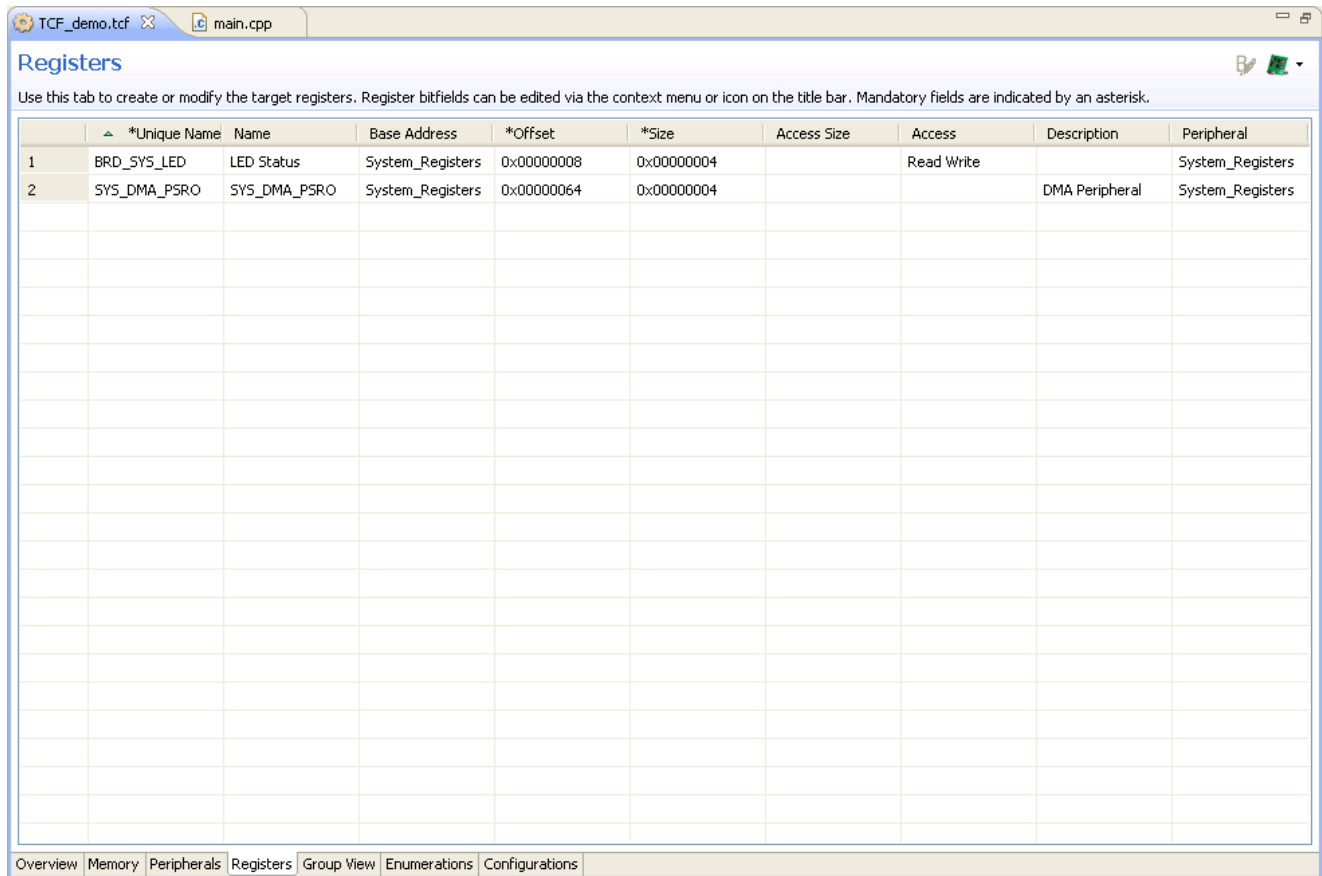 TCF_demo.tcf main.cpp
Registers
Use this tab to create or modify the target registers. Register bitfields can be edited via the context menu or icon on the title bar. Mandatory fields are indicated by an asterisk.
*Unique Name Name Base Address *Offset *Size Access Size Access Description Peripheral
1 BRD_SYS_LED LED Status System_Registers 0x00000008 0x00000004 Read Write System_Registers
2 SYS_DMA_PSRO SYS_DMA_PSRO System_Registers 0x00000064 0x00000004 DMA Peripheral System_Registers
Overview Memory Peripherals Registers Group View Enumerations Configurations